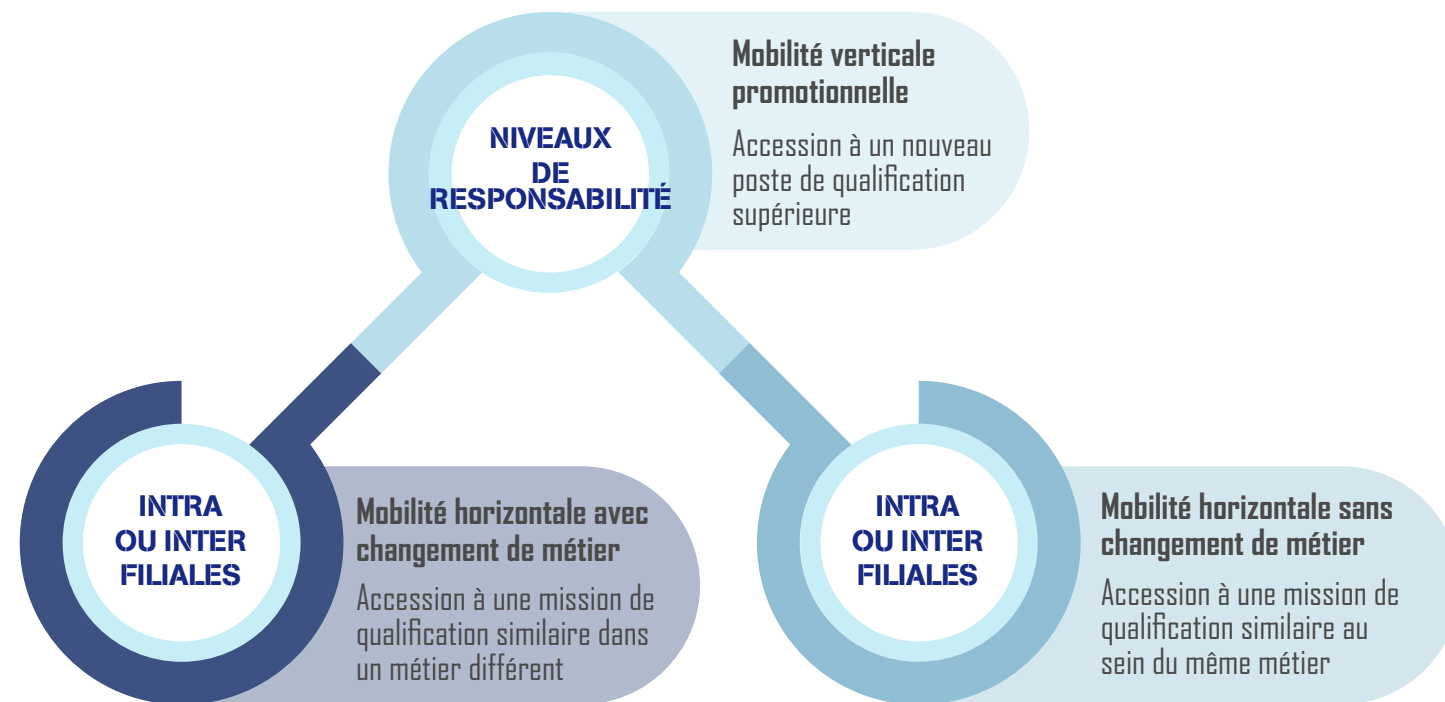 NIVEAUX
DE
RESPONSABILITÉ
Mobilité verticale
promotionnelle
Accession à un nouveau
poste de qualification
supérieure
INTRA
OU INTER
FILIALES
Mobilité horizontale avec
changement de métier
Accession à une mission de
qualification similaire dans
un métier différent
INTRA
OU INTER
FILIALES
Mobilité horizontale sans
changement de métier
Accession à une mission de
qualification similaire au
sein du même métier